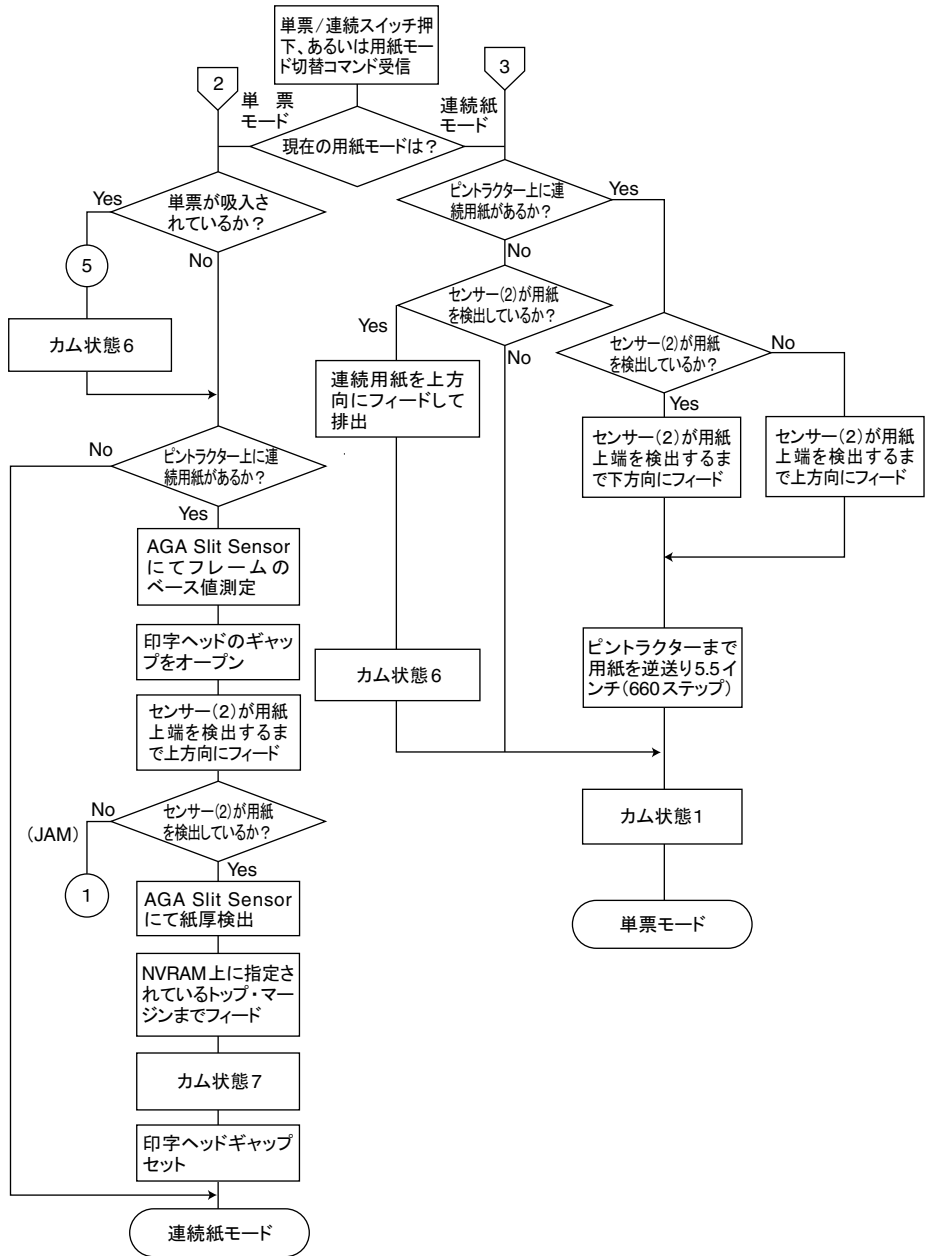 単票/連続スイッチ押
下、あるいは用紙モー
ド切替コマンド受信
2
3
単 票
モード
連続紙
モード
現在の用紙モードは？
Yes
単票が吸入さ
れているか？
No
5
カム状態6
ピントラクター上に連
続用紙があるか？
Yes
No
センサー(2)が用紙
を検出しているか？
Yes
No
連続用紙を上方
向にフィードして
排出
カム状態6
センサー(2)が用紙
を検出しているか？
No
Yes
センサー(2)が用紙
上端を検出するま
で下方向にフィード
センサー(2)が用紙
上端を検出するま
で上方向にフィード
ピントラクターまで
用紙を逆送り5.5イ
ンチ(660ステップ)
カム状態1
単票モード
No
ピントラクター上に連
続用紙があるか？
Yes
AGA Slit Sensor
にてフレームの
ベース値測定
印字ヘッドのギャッ
プをオープン
センサー(2)が用紙
上端を検出するま
で上方向にフィード
No
センサー(2)が用紙
を検出しているか？
(JAM)
1
Yes
AGA Slit Sensor
にて紙厚検出
NVRAM上に指定さ
れているトップ・マー
ジンまでフィード
カム状態7
印字ヘッドギャップ
セット
連続紙モード